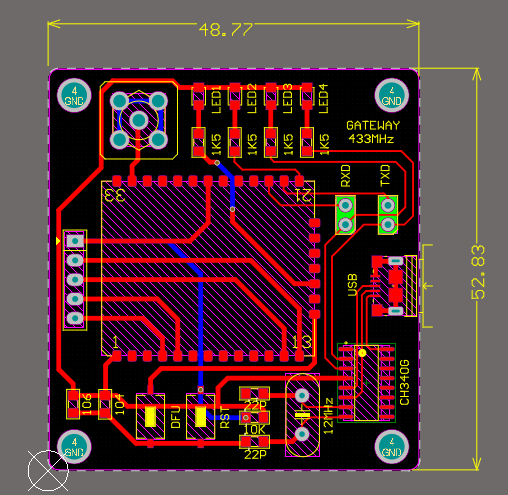 48.77
4
GND
4
GND
LED1
LED2
LED3
LED4
1K5
1K5
1K5
1K5
GATEWAY
433MHz
33
21
RXD
TXD
USB
52.83
1
13
106
104
DFU
RST
22P
10K
22P
12MHz
CH340G
4
GND
4
GND